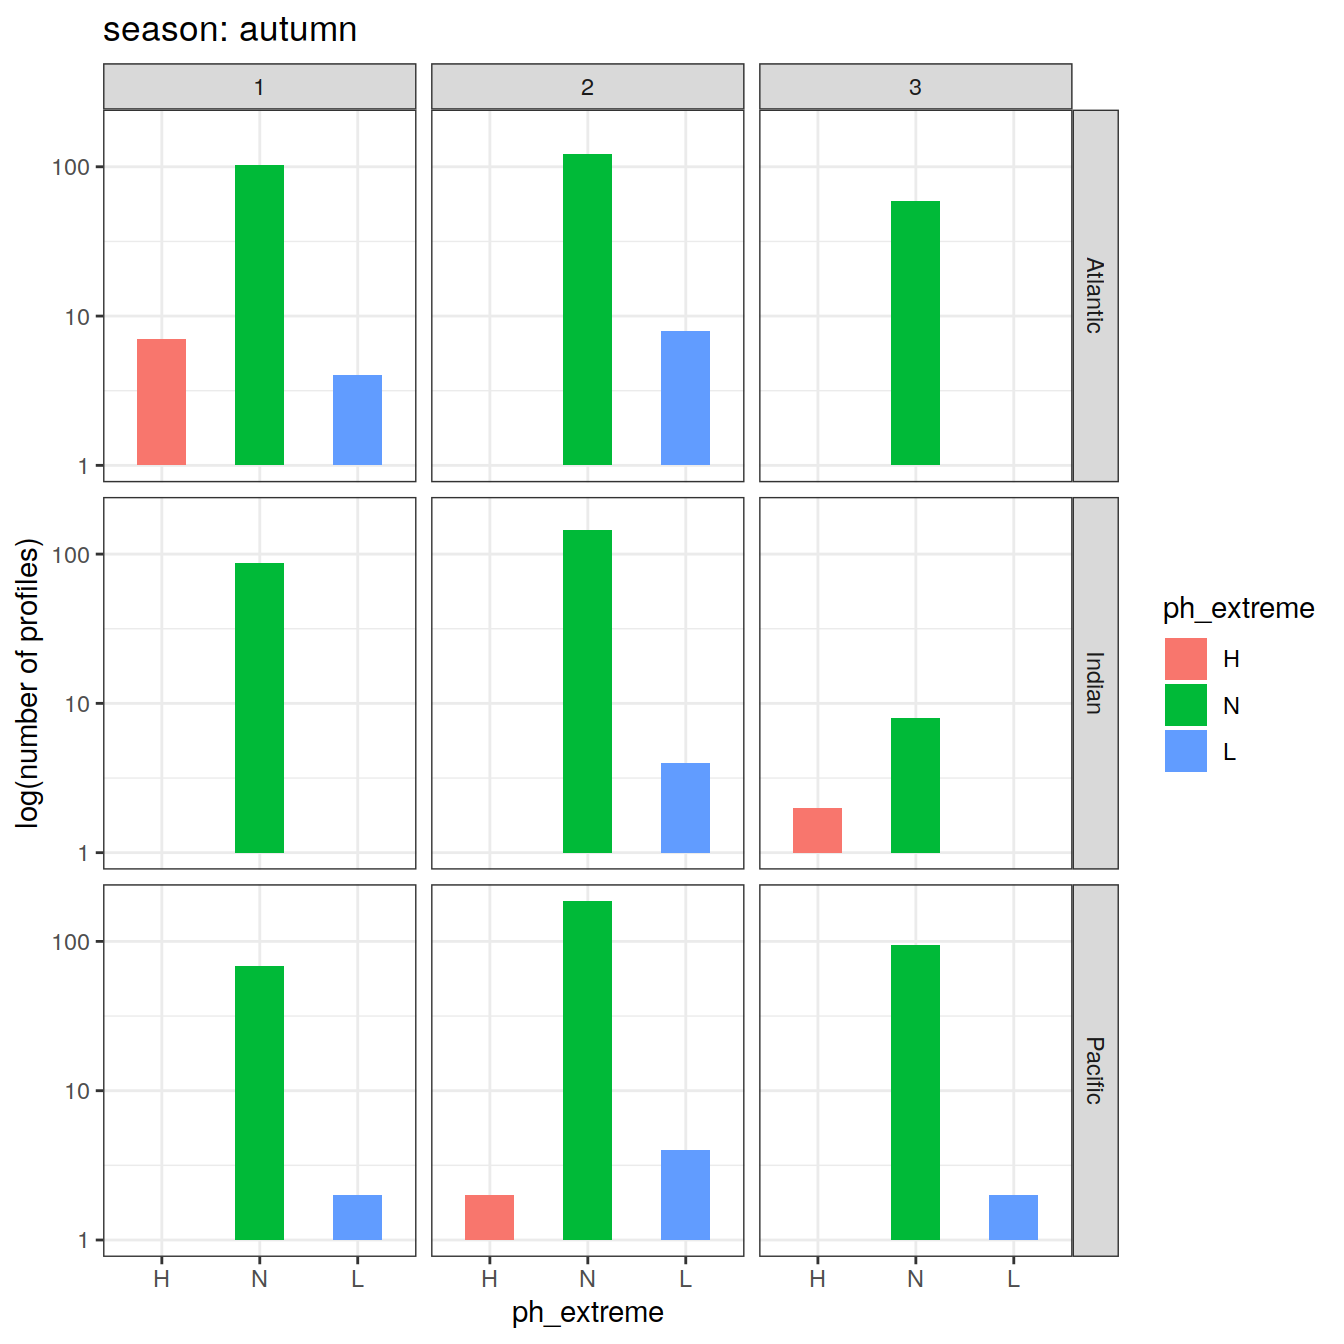 season: autumn
1 2 3
100
10
1
Atlantic
100
10
1
Indian
100
10
1
Pacific
H N L H N L H N L
ph_extreme
log(number of profiles)
ph_extreme
H
N
L